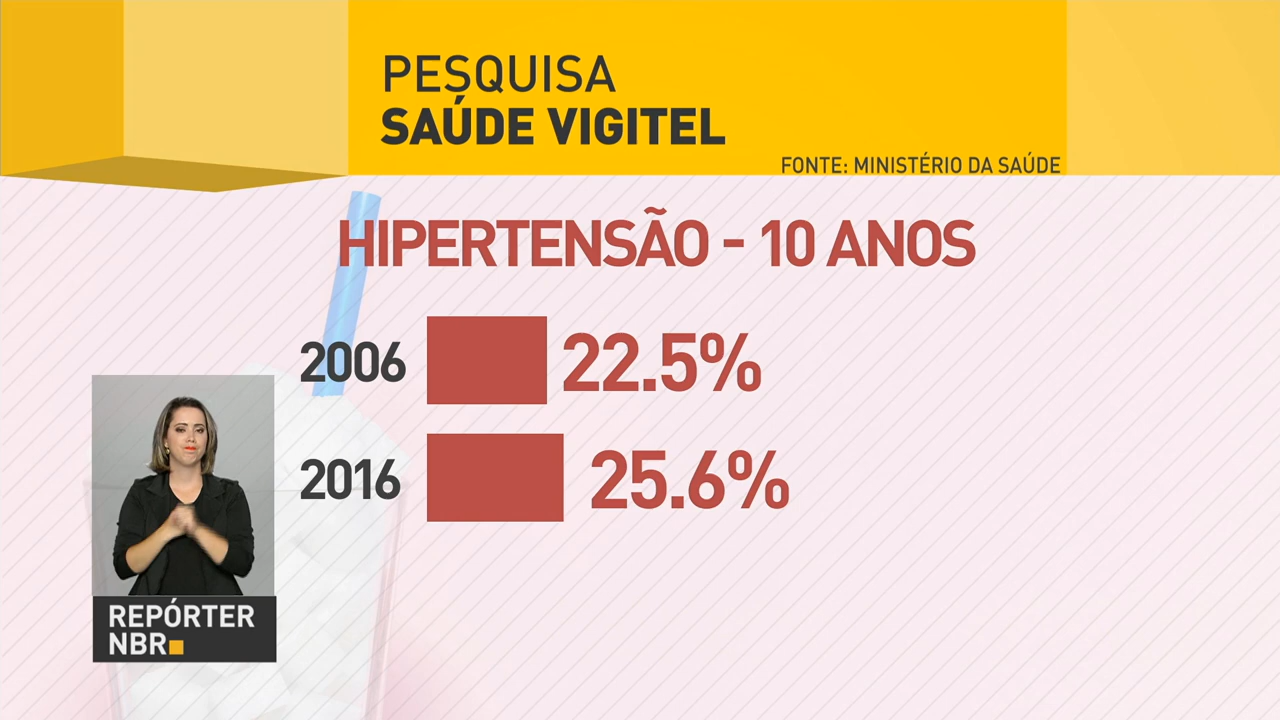 PESQUISA
SAÚDE VIGITEL
FONTE: MINISTÉRIO DA SAÚDE
HIPERTENSÃO - 10 ANOS
2006 22.5%
2016 25.6%
REPÓRTER
NBR